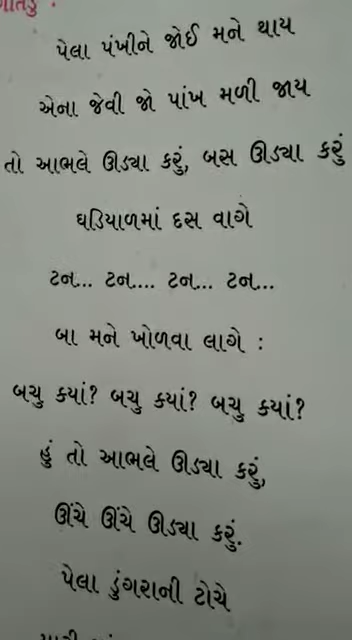 પેલા પંખીને જોઈ મને થાય
એના જેવી જો પાંખ મળી જાય
તો આભલે ઊડ્યા કરું, બસ ઊડ્યા કરું
ઘડિયાળમાં દસ વાગે
ટન... ટન.... ટન... ટન...
બા મને ખોળવા લાગે :
બચુ ક્યાં? બચુ ક્યાં? બચુ ક્યાં?
હું તો આભલે ઊડ્યા કરું,
ઊંચે ઊંચે ઊડ્યા કરું.
પેલા ડુંગરાની ટોચે